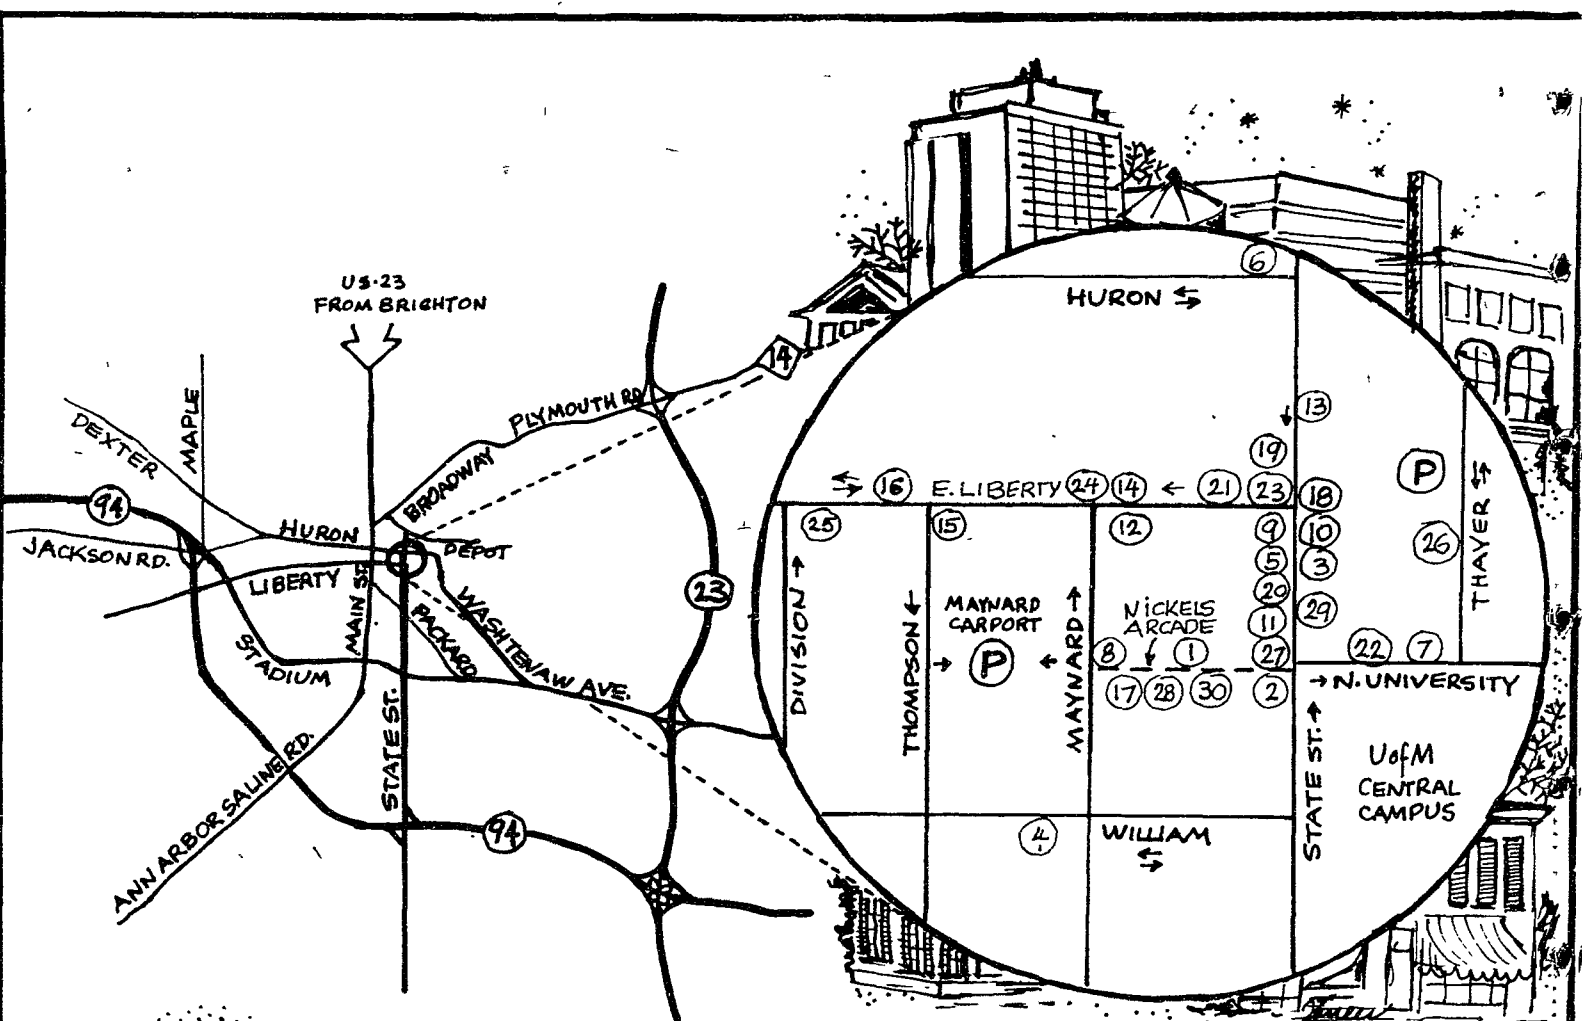 US·23
FROM BRIGHTON
MAPLE
DEXTER
94
JACKSON RD.
HURON
LIBERTY
BROADWAY
PLYMOUTH RD
14
DEPOT
MAIN ST.
PACKARD
WASHTENAW AVE.
STADIUM
STATE ST.
ANN ARBOR SALINE RD.
94
23
6
HURON
13
19
16
E. LIBERTY
24
14
21
23
18
P
THAYER
25
15
12
9
10
26
5
3
20
29
11
DIVISION
THOMPSON
MAYNARD
CARPORT
P
MAYNARD
NICKELS
ARCADE
8
1
27
22
7
17
28
30
2
N. UNIVERSITY
STATE ST.
U of M
CENTRAL
CAMPUS
4
WILLIAM